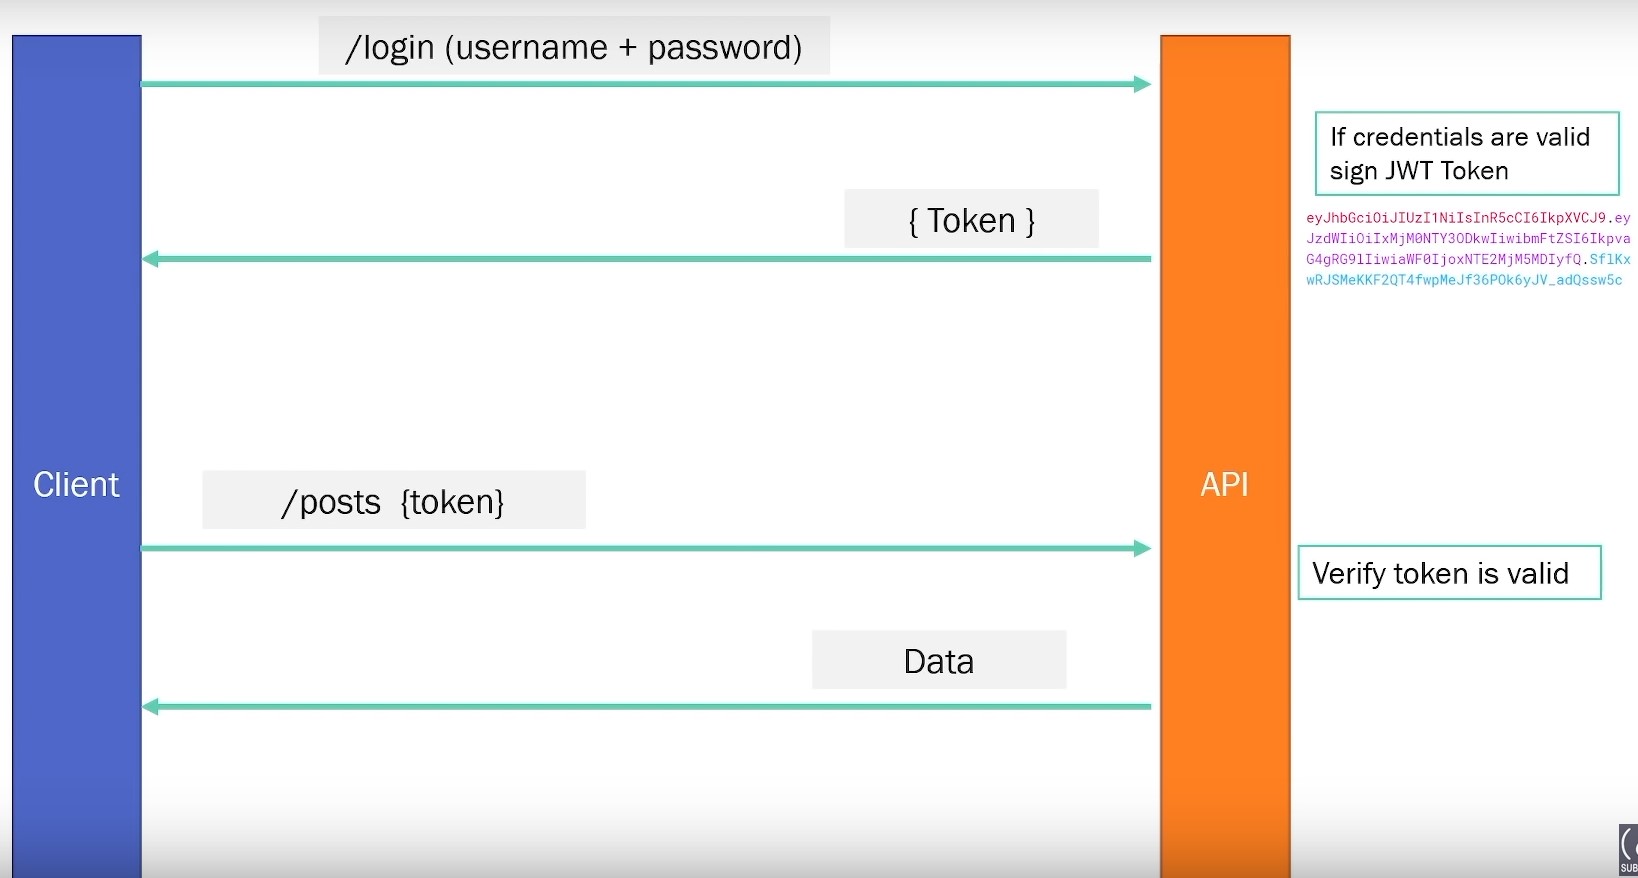 /login (username + password)
If credentials are valid
sign JWT Token
{ Token }
eyJhbGciOiJIUzI1NiIsInR5cCI6IkpXVCJ9.ey
JzdWIiOiIxMjM0NTY3ODkwIiwibmFtZSI6Ikpva
G4gRG9lIiwiaWF0IjoxNTE2MjM5MDIyfQ.SflKx
wRJSMeKKF2QT4fwpMeJf36POk6yJV_adQssw5c
Client
API
/posts {token}
Verify token is valid
Data
SUB